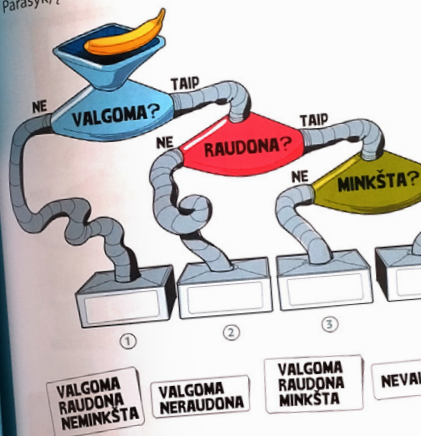 Parašyk,
VALGOMA?
TAIP
NE
RAUDONA?
TAIP
NE
MINKŠTA?
NE
1
2
3
VALGOMA
RAUDONA
NEMINKŠTA
VALGOMA
NERAUDONA
VALGOMA
RAUDONA
MINKŠTA